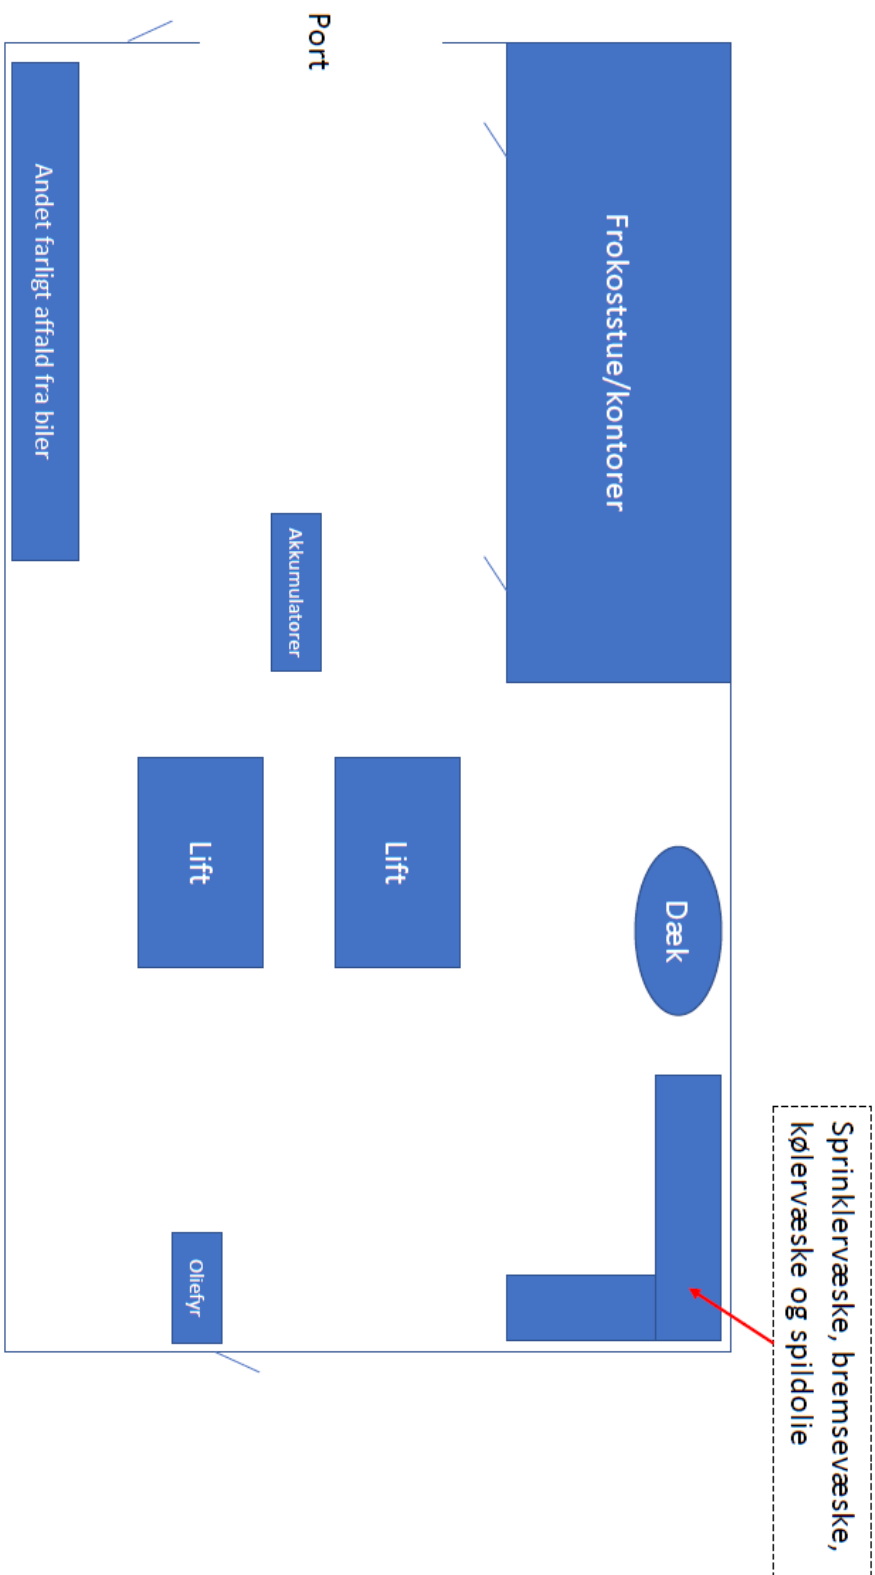 Port
Frokoststue/kontorer
Andet farligt affald fra biler
Akkumulatorer
Lift
Lift
Dæk
Sprinklervæske, bremsevæske,
kølervæske og spildolie
Oliefyr